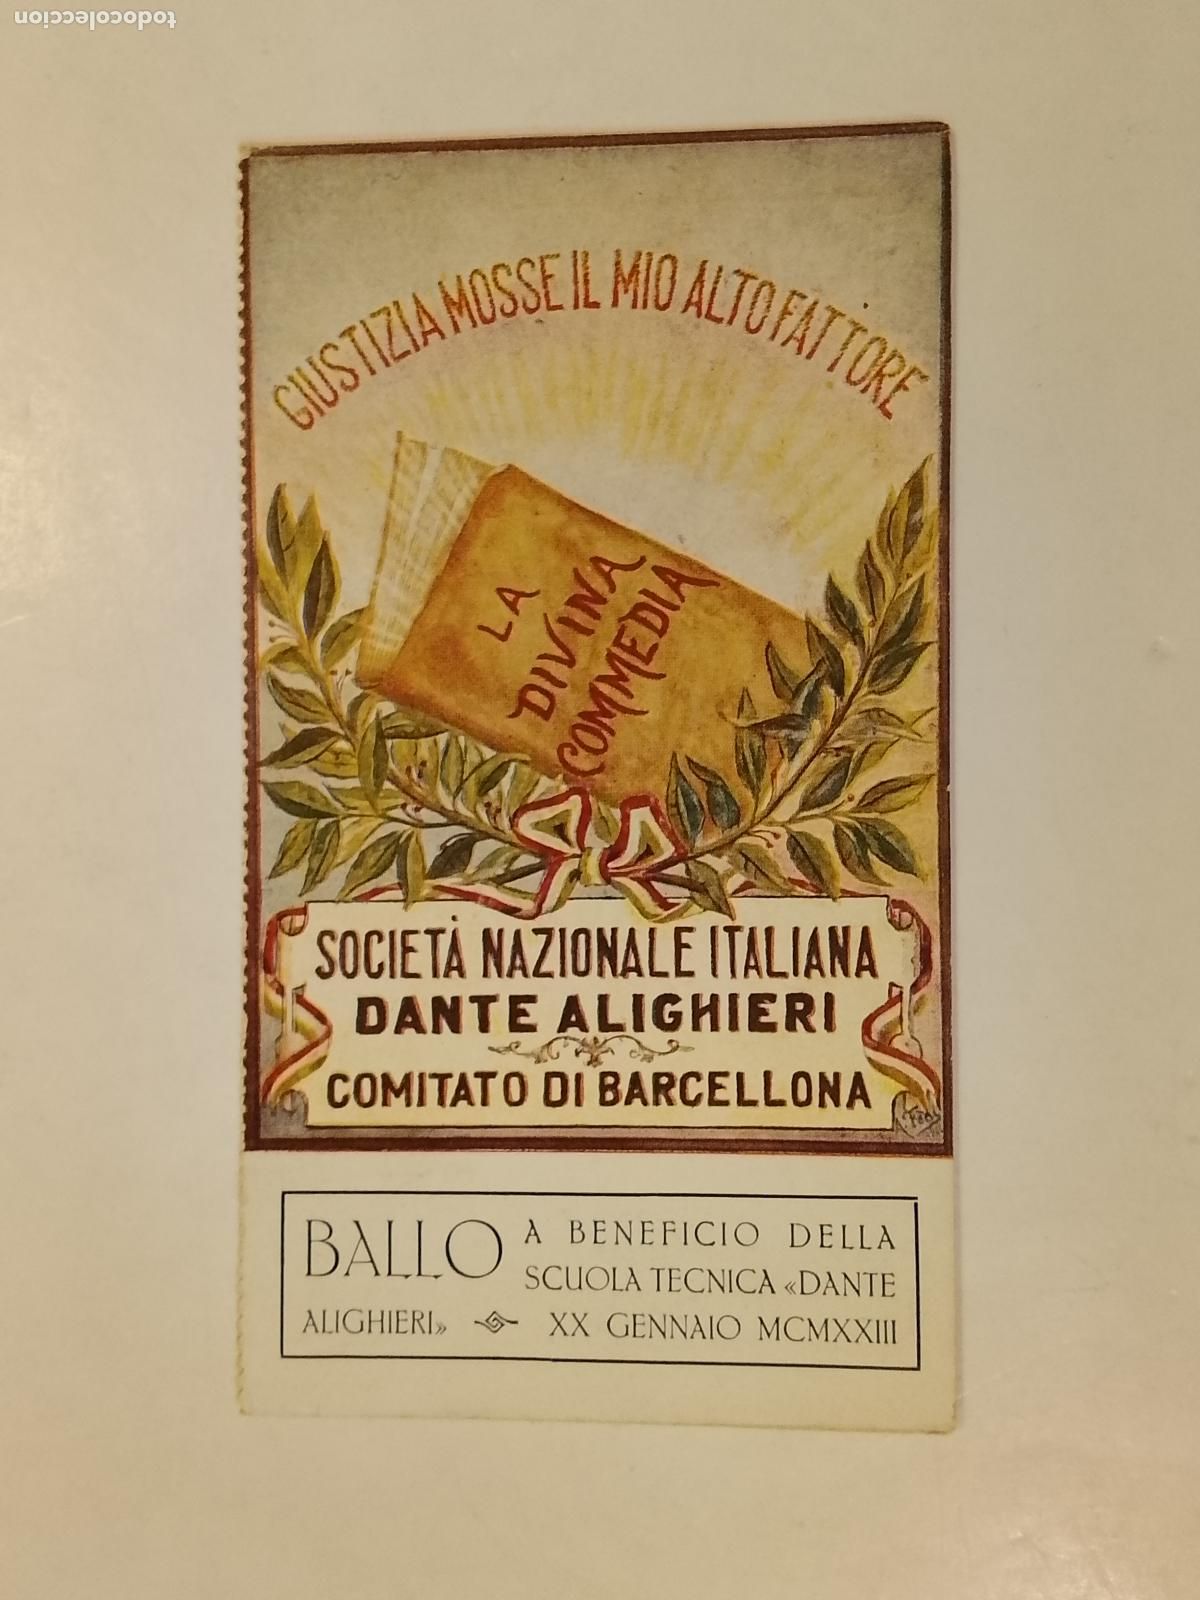 todocoleccion
GIUSTIZIA MOSSE IL MIO ALTO FATTORE
LA
DIVINA
COMMEDIA
SOCIETÀ NAZIONALE ITALIANA
DANTE ALIGHIERI
COMITATO DI BARCELLONA
BALLO A BENEFICIO DELLA
SCUOLA TECNICA «DANTE
ALIGHIERI» XX GENNAIO MCMXXIII